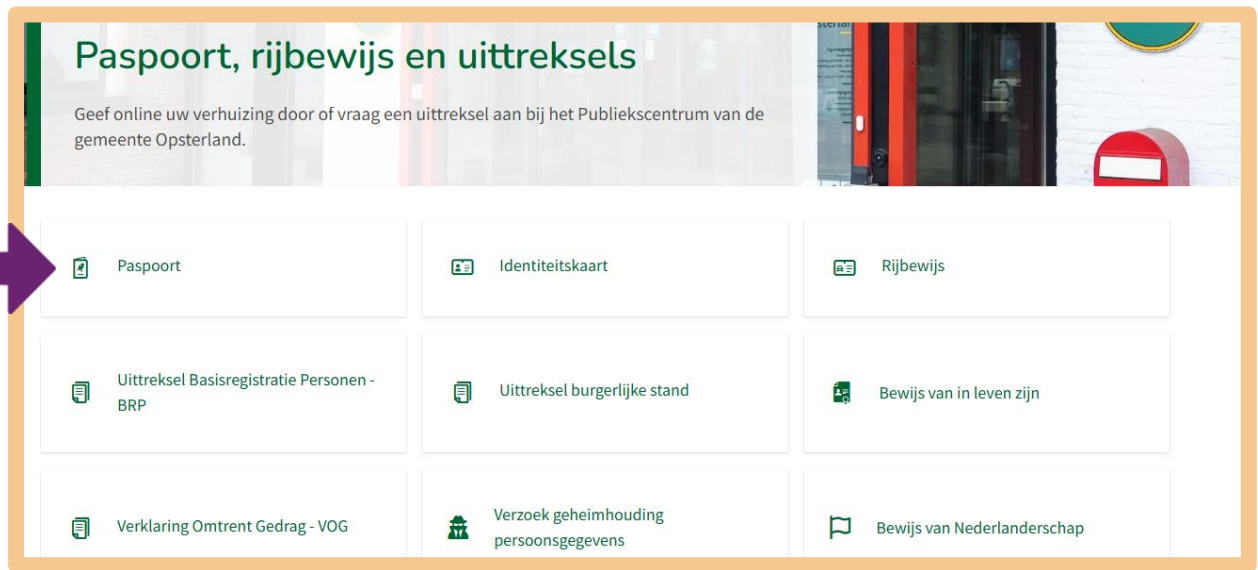 Paspoort, rijbewijs en uittreksels
Geef online uw verhuizing door of vraag een uittreksel aan bij het Publiekscentrum van de
gemeente Opsterland.
Paspoort
Identiteitskaart
Rijbewijs
Uittreksel Basisregistratie Personen -
BRP
Uittreksel burgerlijke stand
Bewijs van in leven zijn
Verklaring Omtrent Gedrag - VOG
Verzoek geheimhouding
persoonsgegevens
Bewijs van Nederlanderschap